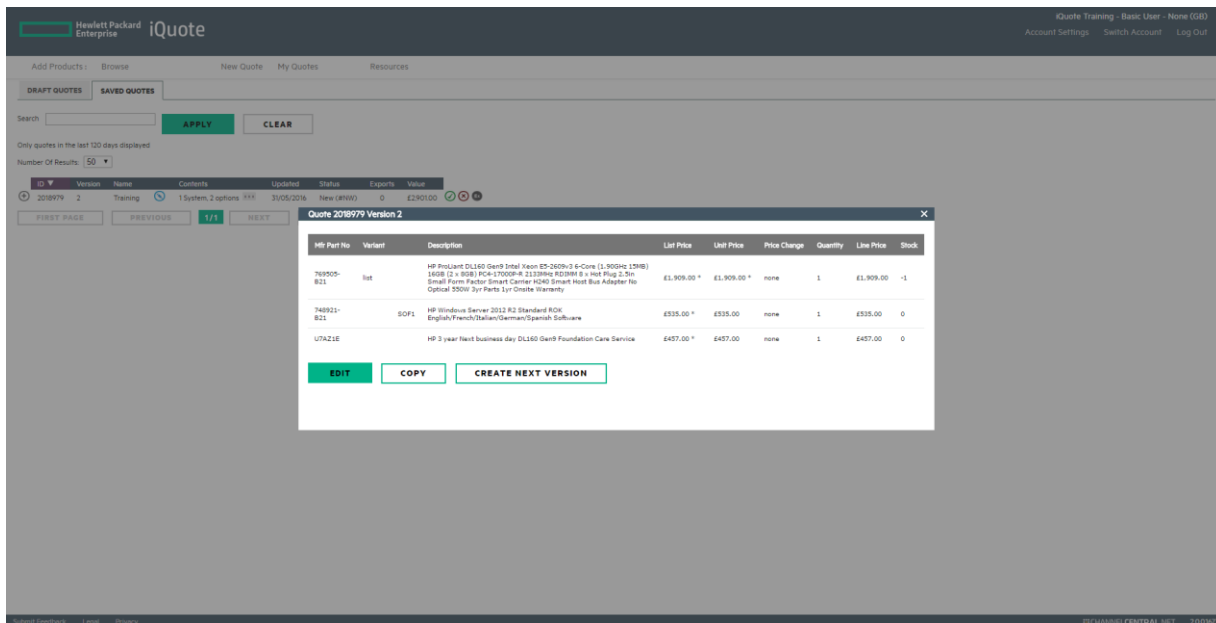 Hewlett Packard
Enterprise
iQuote
iQuote Training - Basic User - None (GB)
Account Settings Switch Account Log Out
Add Products: Browse New Quote My Quotes Resources
DRAFT QUOTES SAVED QUOTES
Search APPLY CLEAR
Only quotes in the last 120 days displayed
Number Of Results: 50
ID Version Name Contents Updated Status Exports Value
2018979 2 Training 1 System, 2 options 31/05/2016 New (#NW) 0 £2901.00
FIRST PAGE PREVIOUS 1/1 NEXT
Quote 2018979 Version 2
Mfr Part No Variant Description List Price Unit Price Price Change Quantity Line Price Stock
HP ProLiant DL160 Gen9 Intel Xeon E5-2609v3 6-Core (1.90GHz 15MB)
769505- list 16GB (2 x 8GB) PC4-17000P-R 2133MHz RDIMM 8 x Hot Plug 2.5in £1,909.00 * £1,909.00 * none 1 £1,909.00 -1
B21 Small Form Factor Smart Carrier H240 Smart Host Bus Adapter No
Optical 550W 3yr Parts 1yr Onsite Warranty
748921- SOF1 HP Windows Server 2012 R2 Standard ROK £535.00 * £535.00 none 1 £535.00 0
B21 English/French/Italian/German/Spanish Software
U7AZ1E HP 3 year Next business day DL160 Gen9 Foundation Care Service £457.00 * £457.00 none 1 £457.00 0
EDIT COPY CREATE NEXT VERSION
Submit Feedback Legal Privacy
CHANNELCENTRAL.NET